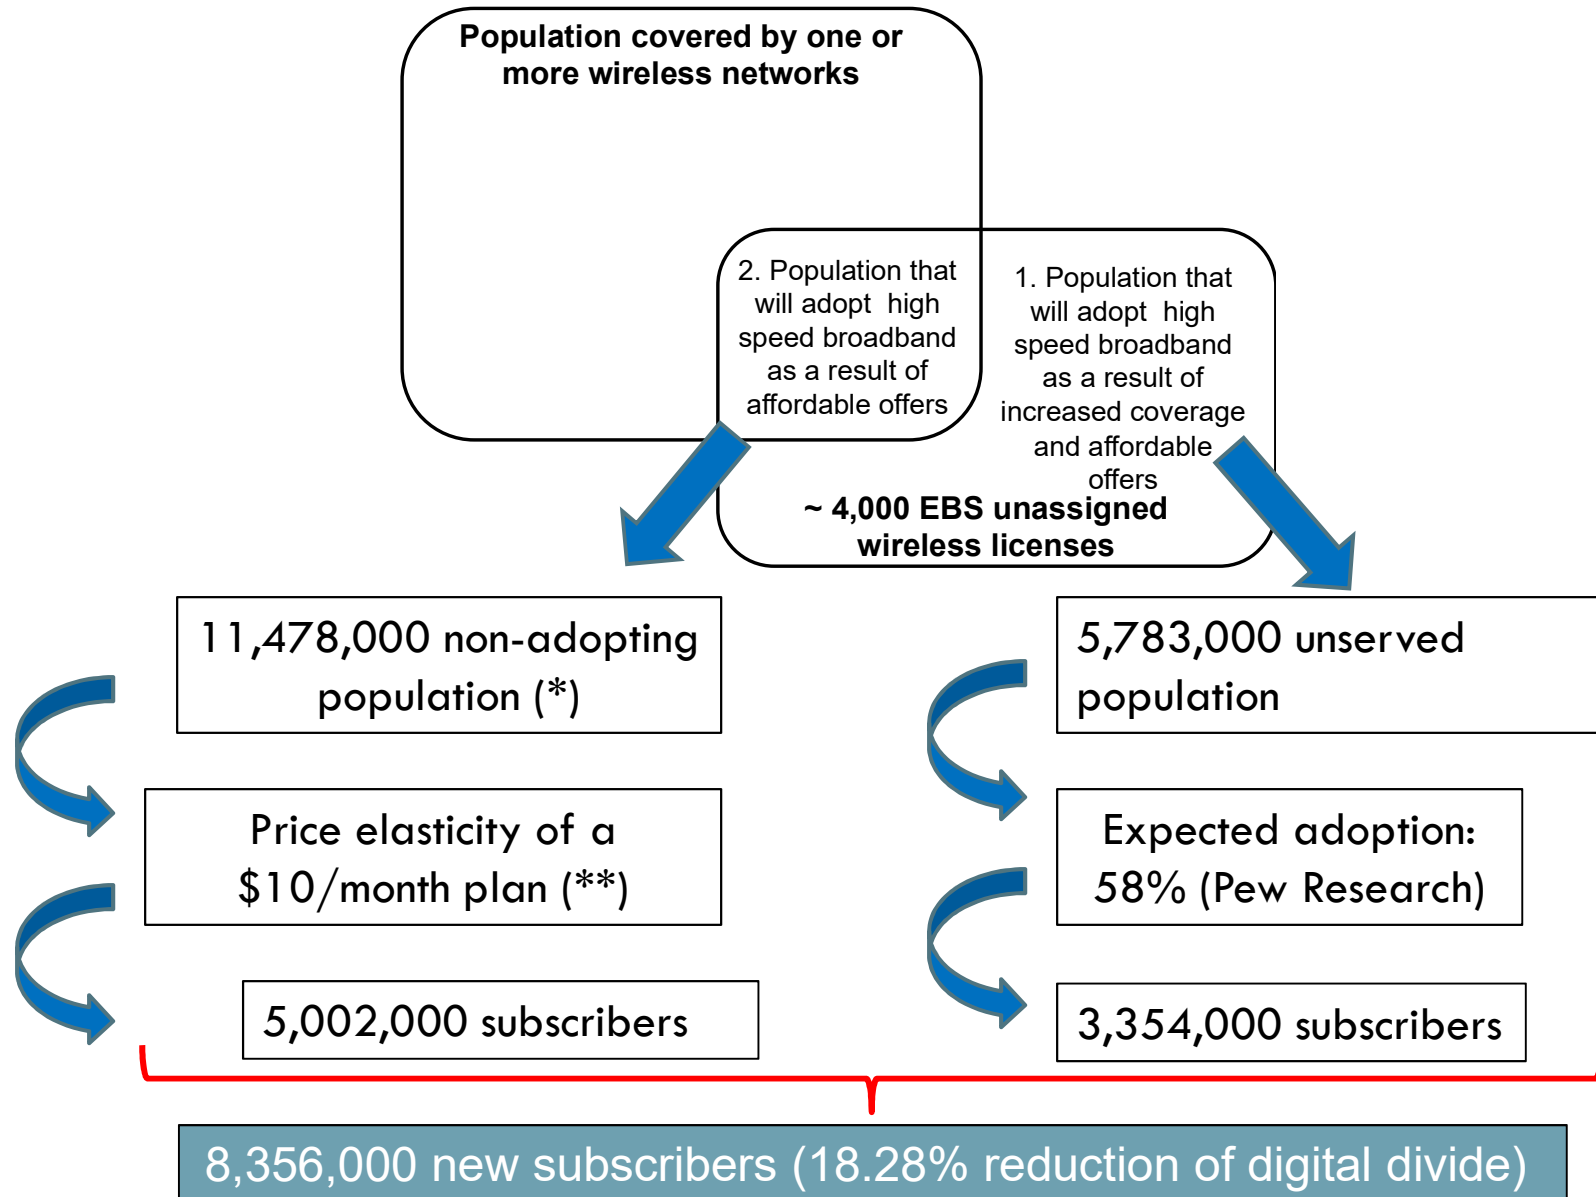 Population covered by one or
more wireless networks
2. Population that
will adopt high
speed broadband
as a result of
affordable offers
1. Population that
will adopt high
speed broadband
as a result of
increased coverage
and affordable
offers
~ 4,000 EBS unassigned
wireless licenses
11,478,000 non-adopting
population (*)
5,783,000 unserved
population
Price elasticity of a
$10/month plan (**)
Expected adoption:
58% (Pew Research)
5,002,000 subscribers
3,354,000 subscribers
8,356,000 new subscribers (18.28% reduction of digital divide)